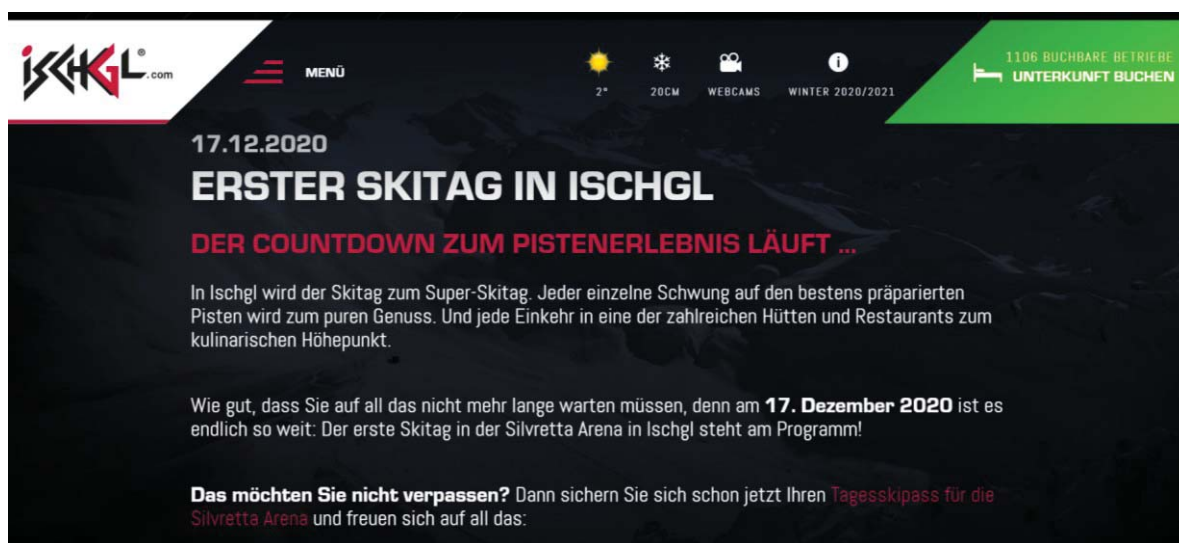 ischgl®.com
MENÜ
2° 20CM WEBCAMS WINTER 2020/2021
1106 BUCHBARE BETRIEBE
UNTERKUNFT BUCHEN
17.12.2020
ERSTER SKITAG IN ISCHGL
DER COUNTDOWN ZUM PISTENERLEBNIS LÄUFT ...
In Ischgl wird der Skitag zum Super-Skitag. Jeder einzelne Schwung auf den bestens präparierten
Pisten wird zum puren Genuss. Und jede Einkehr in eine der zahlreichen Hütten und Restaurants zum
kulinarischen Höhepunkt.
Wie gut, dass Sie auf all das nicht mehr lange warten müssen, denn am 17. Dezember 2020 ist es
endlich so weit: Der erste Skitag in der Silvretta Arena in Ischgl steht am Programm!
Das möchten Sie nicht verpassen? Dann sichern Sie sich schon jetzt Ihren Tagesskipass für die
Silvretta Arena und freuen sich auf all das: